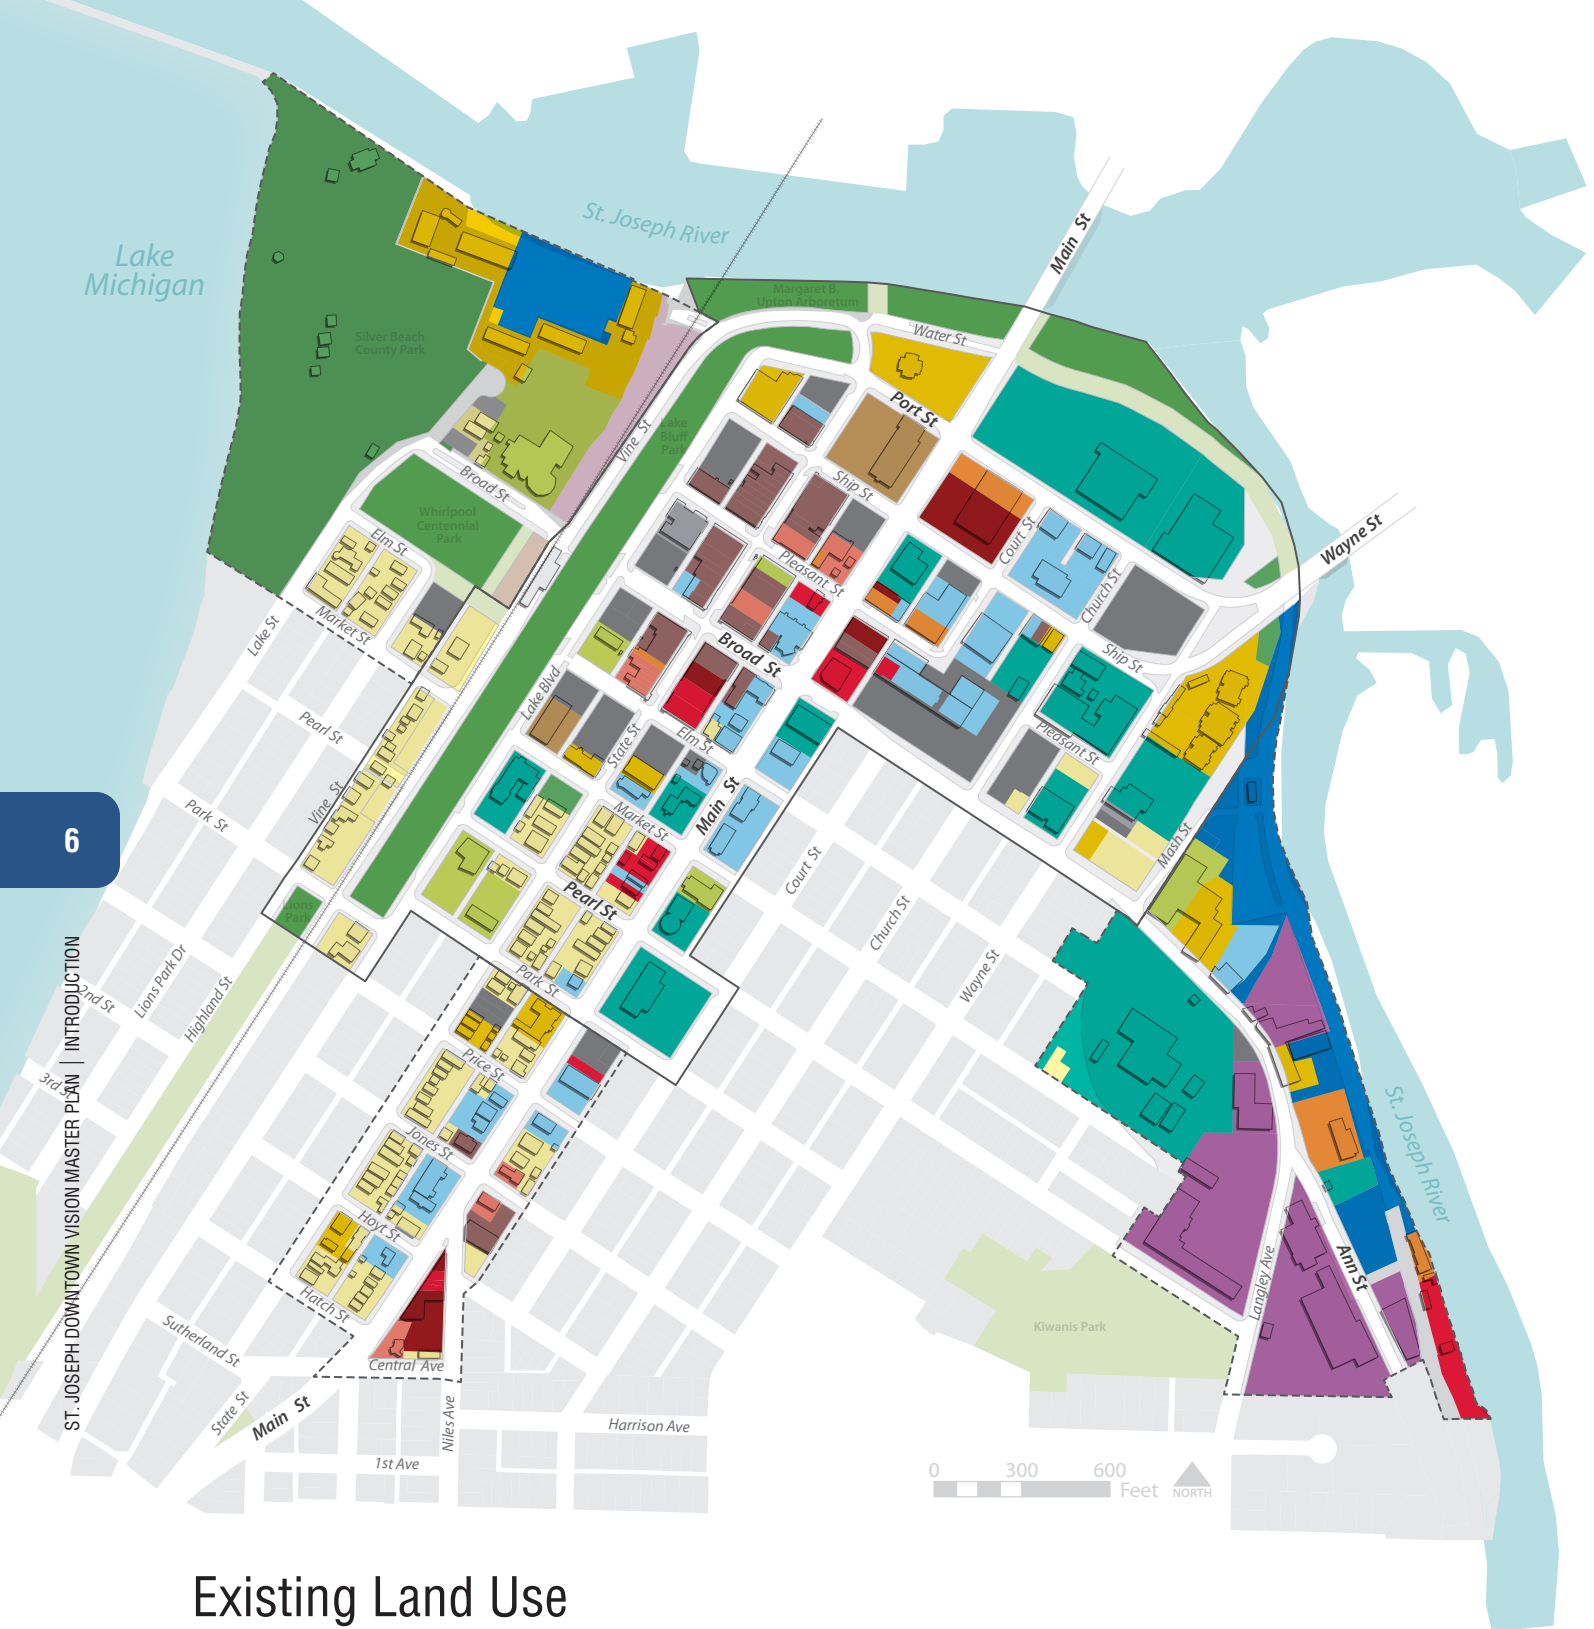 Lake
Michigan
St. Joseph River
Margaret B.
Upton Arboretum
Main St
Water St
Silver Beach
County Park
Port St
Vine St
Lake
Bluff
Park
Broad St
Ship St
Whirlpool
Centennial
Park
Court St
Wayne St
Elm St
Pleasant St
Church St
Market St
Lake St
Broad St
Ship St
Lake Blvd
Pearl St
State St
Elm St
Pleasant St
Vine St
Park St
Market St
Main St
Mash St
6
Court St
Pearl St
Lions
Park
Church St
Lions Park Dr
Highland St
2nd St
Park St
Wayne St
3rd St
Price St
Jones St
St. Joseph River
Hoyt St
Hatch St
Langley Ave
Ann St
Kiwanis Park
Sutherland St
Central Ave
State St
Main St
Niles Ave
Harrison Ave
1st Ave
0 300 600
Feet
NORTH
ST. JOSEPH DOWNTOWN VISION MASTER PLAN | INTRODUCTION
Existing Land Use